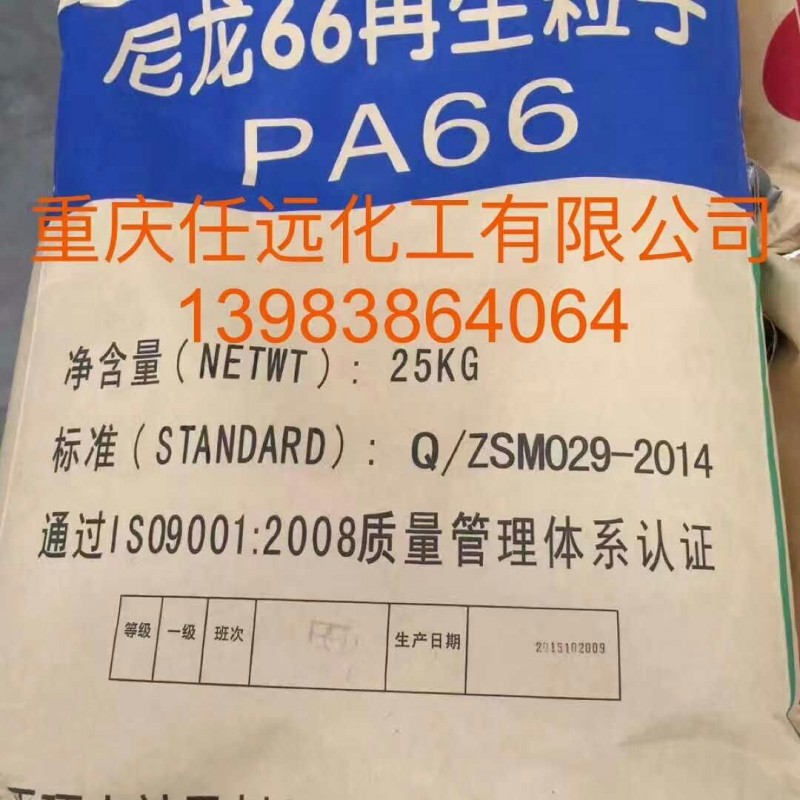 尼龙66再生粒子
PA66
重庆任远化工有限公司
13983864064
净含量(NETWT): 25KG
标准(STANDARD): Q/ZSM029-2014
通过ISO9001:2008质量管理体系认证
等级 一级 班次 生产日期 2015102009